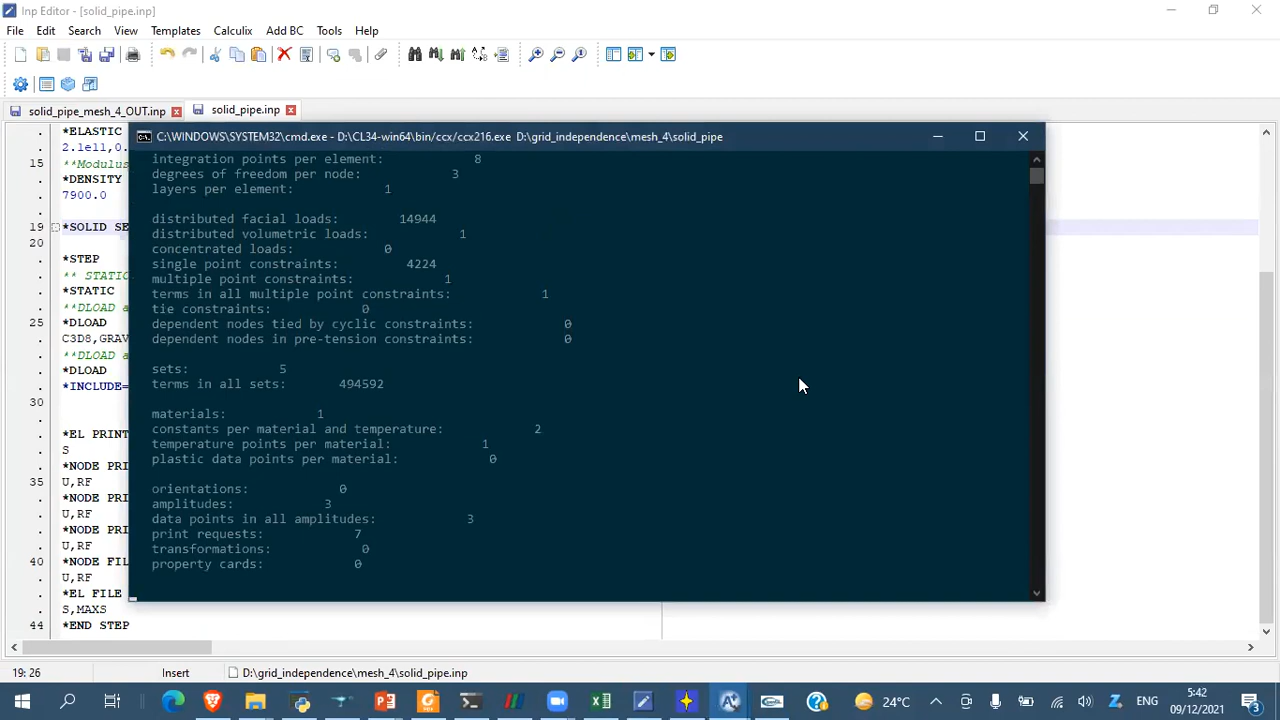 Inp Editor - [solid_pipe.inp]
File Edit Search View Templates Calculix Add BC Tools Help
solid_pipe_mesh_4_OUT.inp solid_pipe.inp
. *ELASTIC
. 2.1e11,0.
15 **Modulus
. *DENSITY
. 7900.0
.
19 *SOLID SE
20
. *STEP
. ** STATIC
. *STATIC
. **DLOAD a
25 *DLOAD
. C3D8,GRAV
. **DLOAD a
. *DLOAD
. *INCLUDE=
30
.
. *EL PRINT
. S
. *NODE PRI
35 U,RF
. *NODE PRI
. U,RF
. *NODE PRI
. U,RF
40 *NODE FIL
. U,RF
. *EL FILE
. S,MAXS
44 *END STEP
C:\WINDOWS\SYSTEM32\cmd.exe - D:\CL34-win64\bin/ccx/ccx216.exe D:\grid_independence\mesh_4\solid_pipe
integration points per element: 8
degrees of freedom per node: 3
layers per element: 1
distributed facial loads: 14944
distributed volumetric loads: 1
concentrated loads: 0
single point constraints: 4224
multiple point constraints: 1
terms in all multiple point constraints: 1
tie constraints: 0
dependent nodes tied by cyclic constraints: 0
dependent nodes in pre-tension constraints: 0
sets: 5
terms in all sets: 494592
materials: 1
constants per material and temperature: 2
temperature points per material: 1
plastic data points per material: 0
orientations: 0
amplitudes: 3
data points in all amplitudes: 3
print requests: 7
transformations: 0
property cards: 0
19: 26 Insert D:\grid_independence\mesh_4\solid_pipe.inp
24°C ENG 5:42
09/12/2021 3